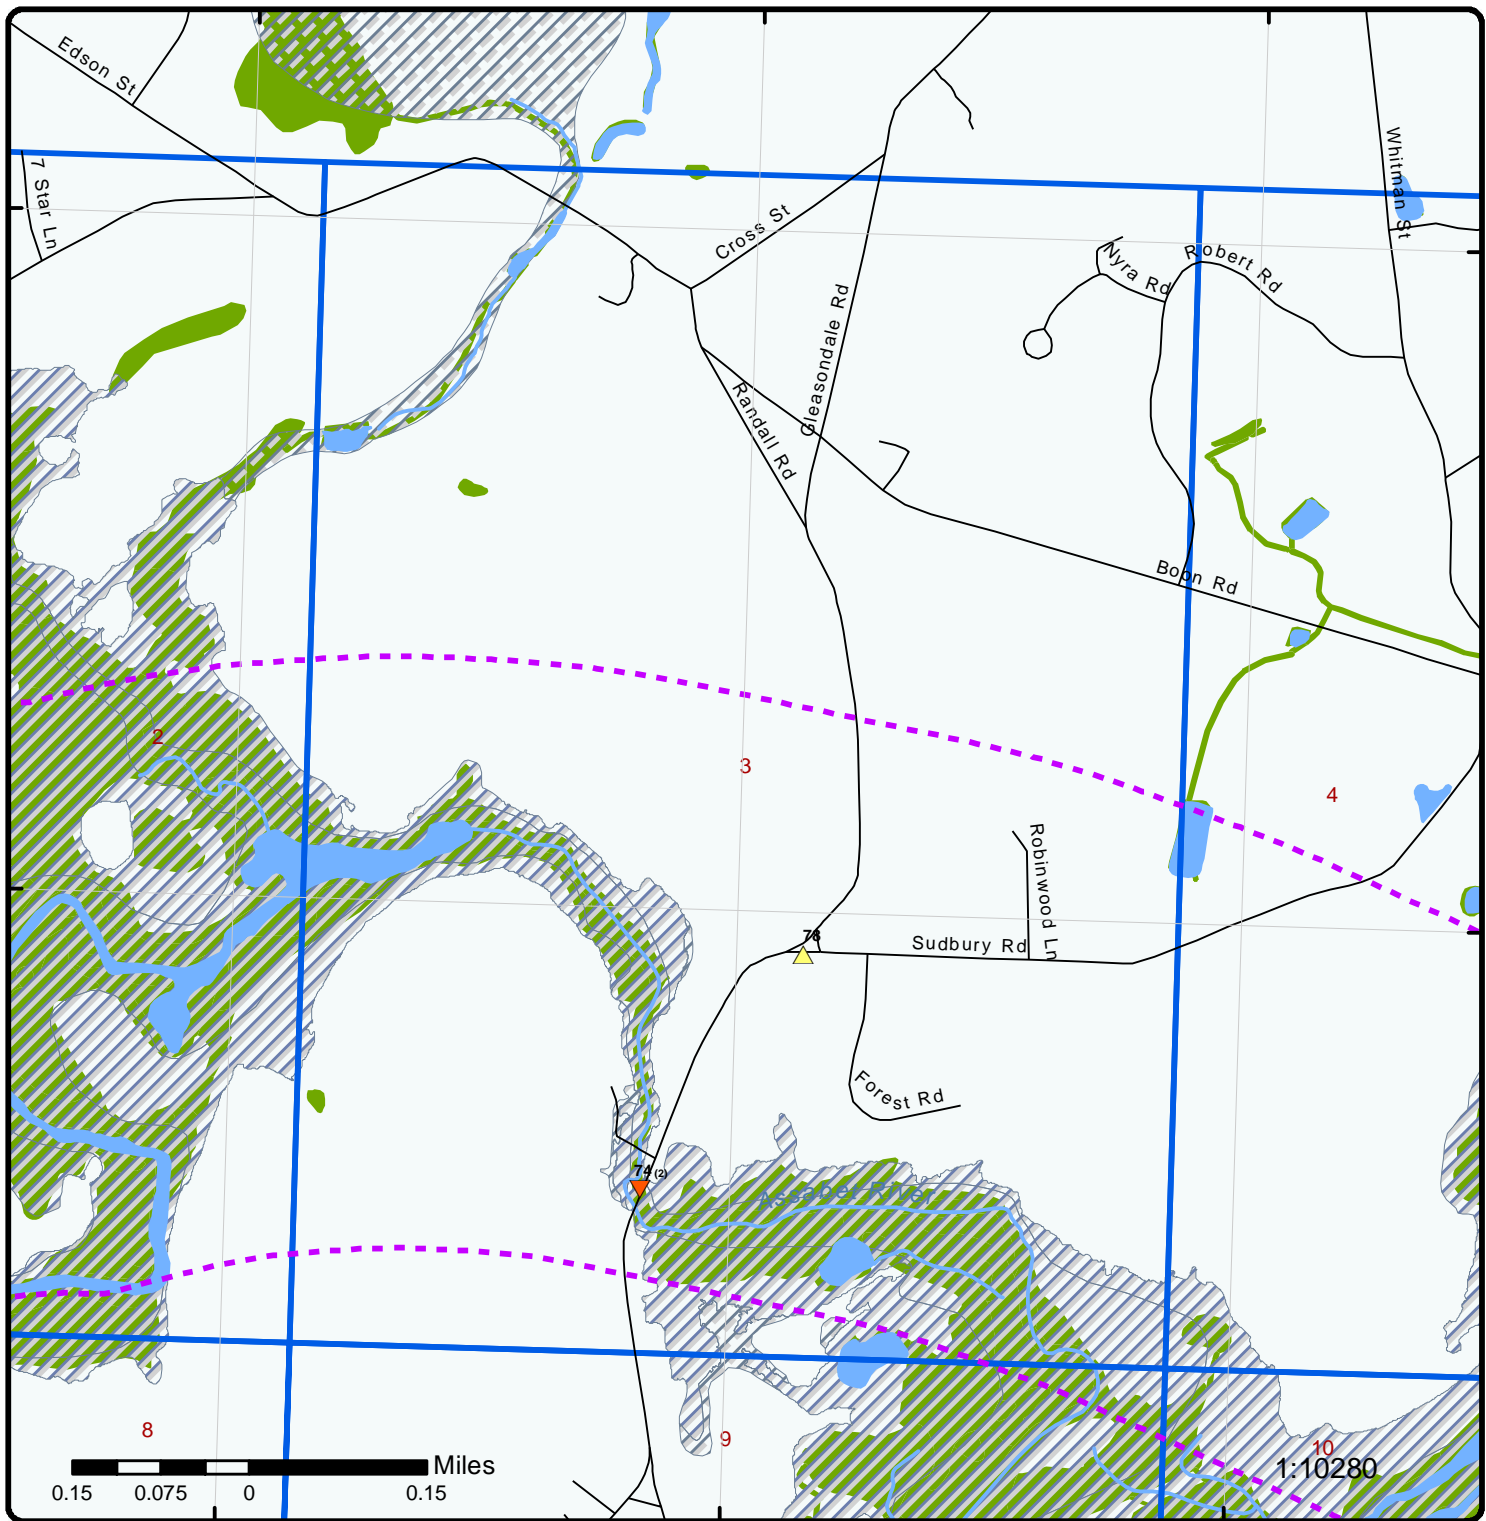 Edson St
7 Star Ln
Cross St
Gleasondale Rd
Randall Rd
Nyra Rd
Robert Rd
Whitman St
Boon Rd
2
3
4
Robinwood Ln
78
Sudbury Rd
Forest Rd
74 (2)
Assabet River
8
9
10
Miles
1:10280
0.15 0.075 0 0.15